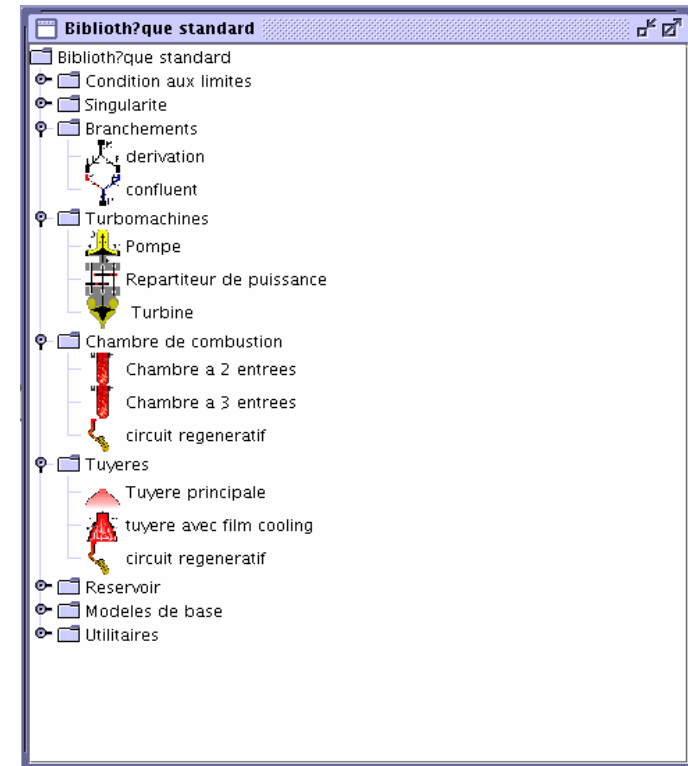 Biblioth?que standard
Biblioth?que standard
Condition aux limites
Singularite
Branchements
derivation
confluent
Turbomachines
Pompe
Repartiteur de puissance
Turbine
Chambre de combustion
Chambre a 2 entrees
Chambre a 3 entrees
circuit regeneratif
Tuyeres
Tuyere principale
tuyere avec film cooling
circuit regeneratif
Reservoir
Modeles de base
Utilitaires